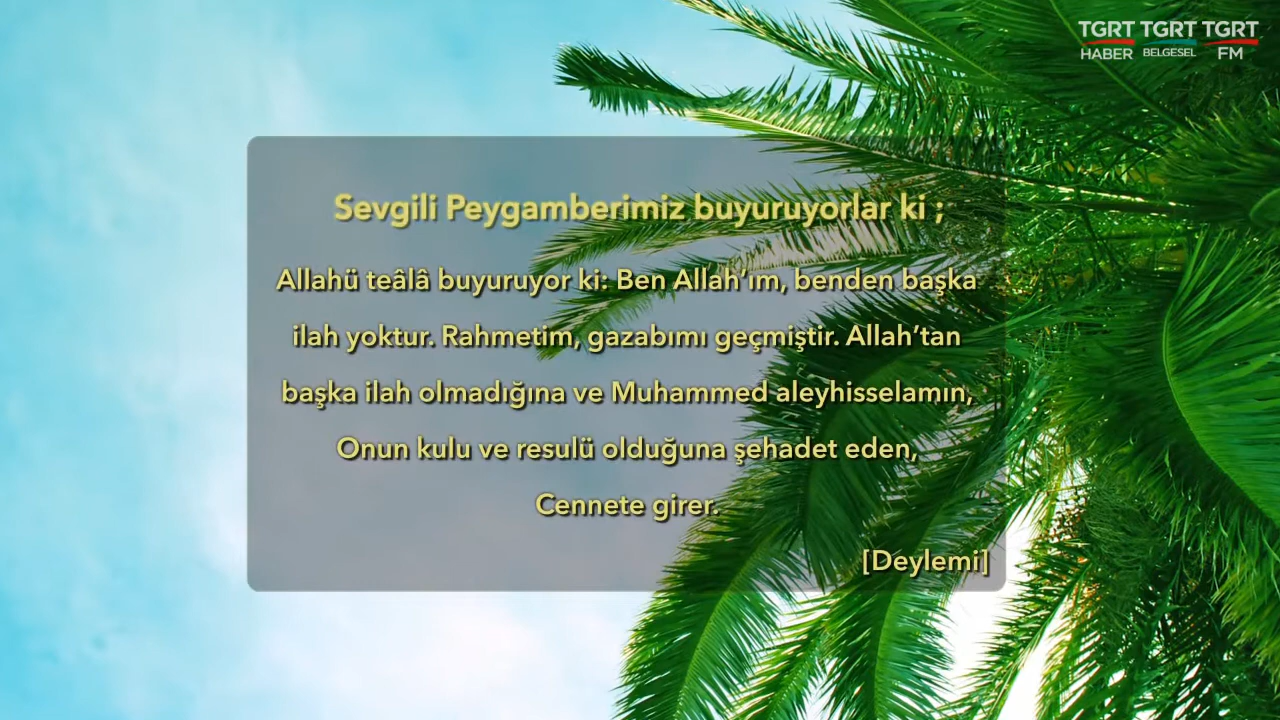 TGRT TGRT TGRT
HABER BELGESEL FM
Sevgili Peygamberimiz buyuruyorlar ki ;
Allahü teâlâ buyuruyor ki: Ben Allah’ım, benden başka
ilah yoktur. Rahmetim, gazabımı geçmiştir. Allah’tan
başka ilah olmadığına ve Muhammed aleyhisselamın,
Onun kulu ve resulü olduğuna şehadet eden,
Cennete girer.
[Deylemi]